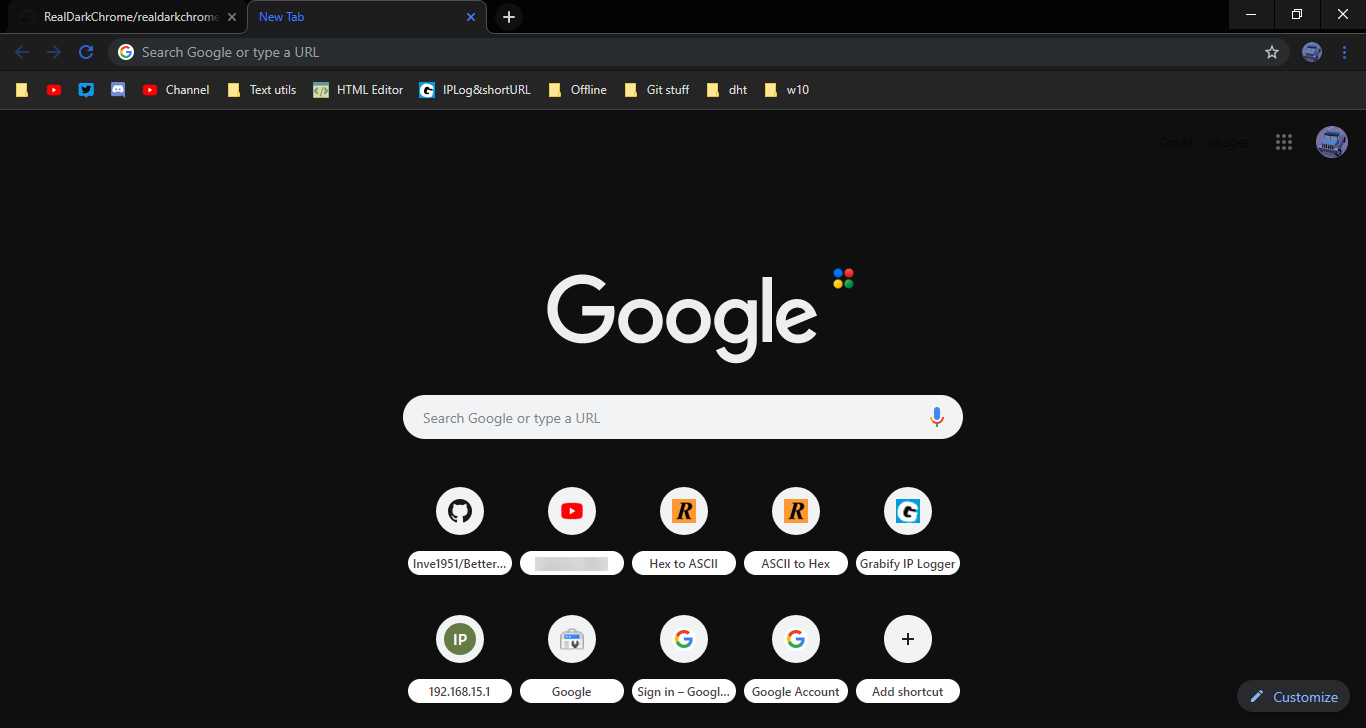 RealDarkChrome/realdarkchrome
New Tab
Search Google or type a URL
Channel
Text utils
HTML Editor
IPLog&shortURL
Offline
Git stuff
dht
w10
Gmail
Images
Google
Search Google or type a URL
Inve1951/Better...
Hex to ASCII
ASCII to Hex
Grabify IP Logger
IP
192.168.15.1
Google
Sign in – Googl...
Google Account
Add shortcut
Customize